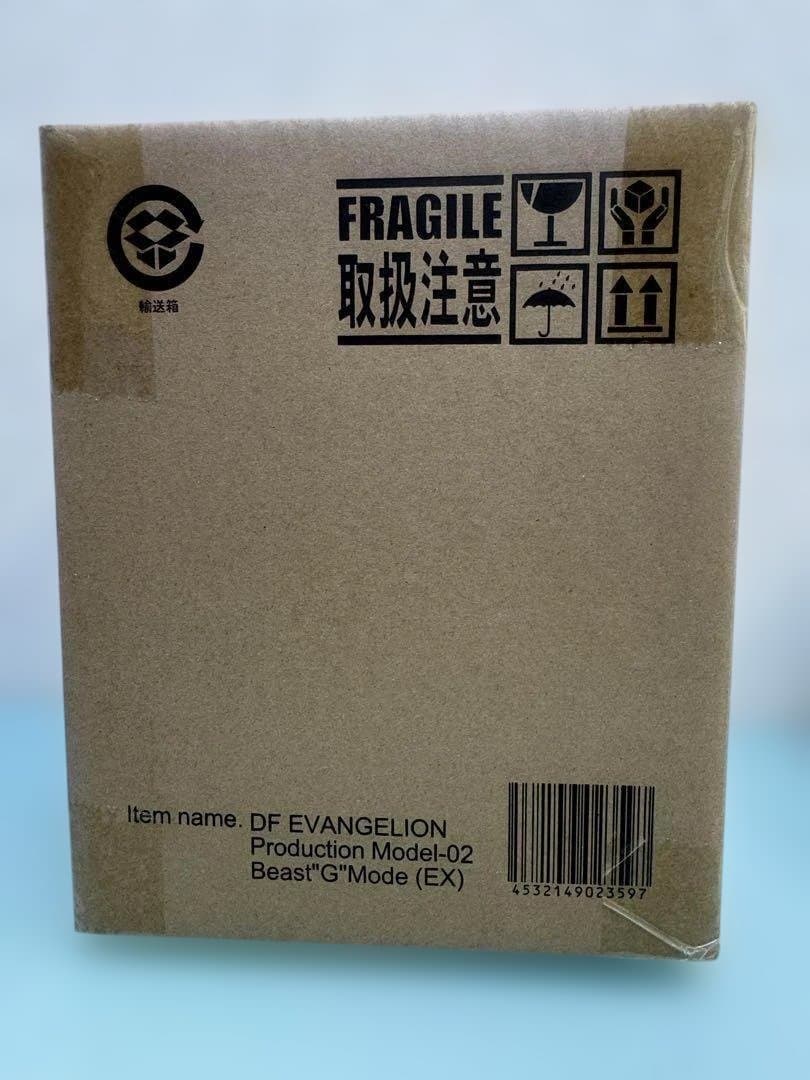 輸送箱
FRAGILE
取扱注意
Item name. DF EVANGELION
Production Model-02
Beast"G"Mode (EX)
4532149023597